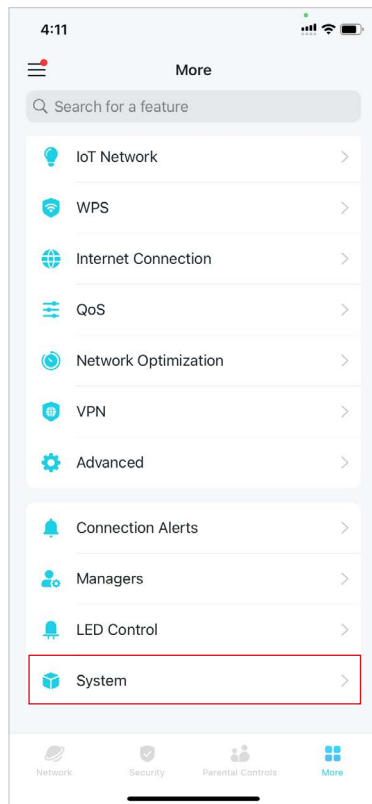 4:11
More
Search for a feature
IoT Network
WPS
Internet Connection
QoS
Network Optimization
VPN
Advanced
Connection Alerts
Managers
LED Control
System
Network Security Parental Controls More